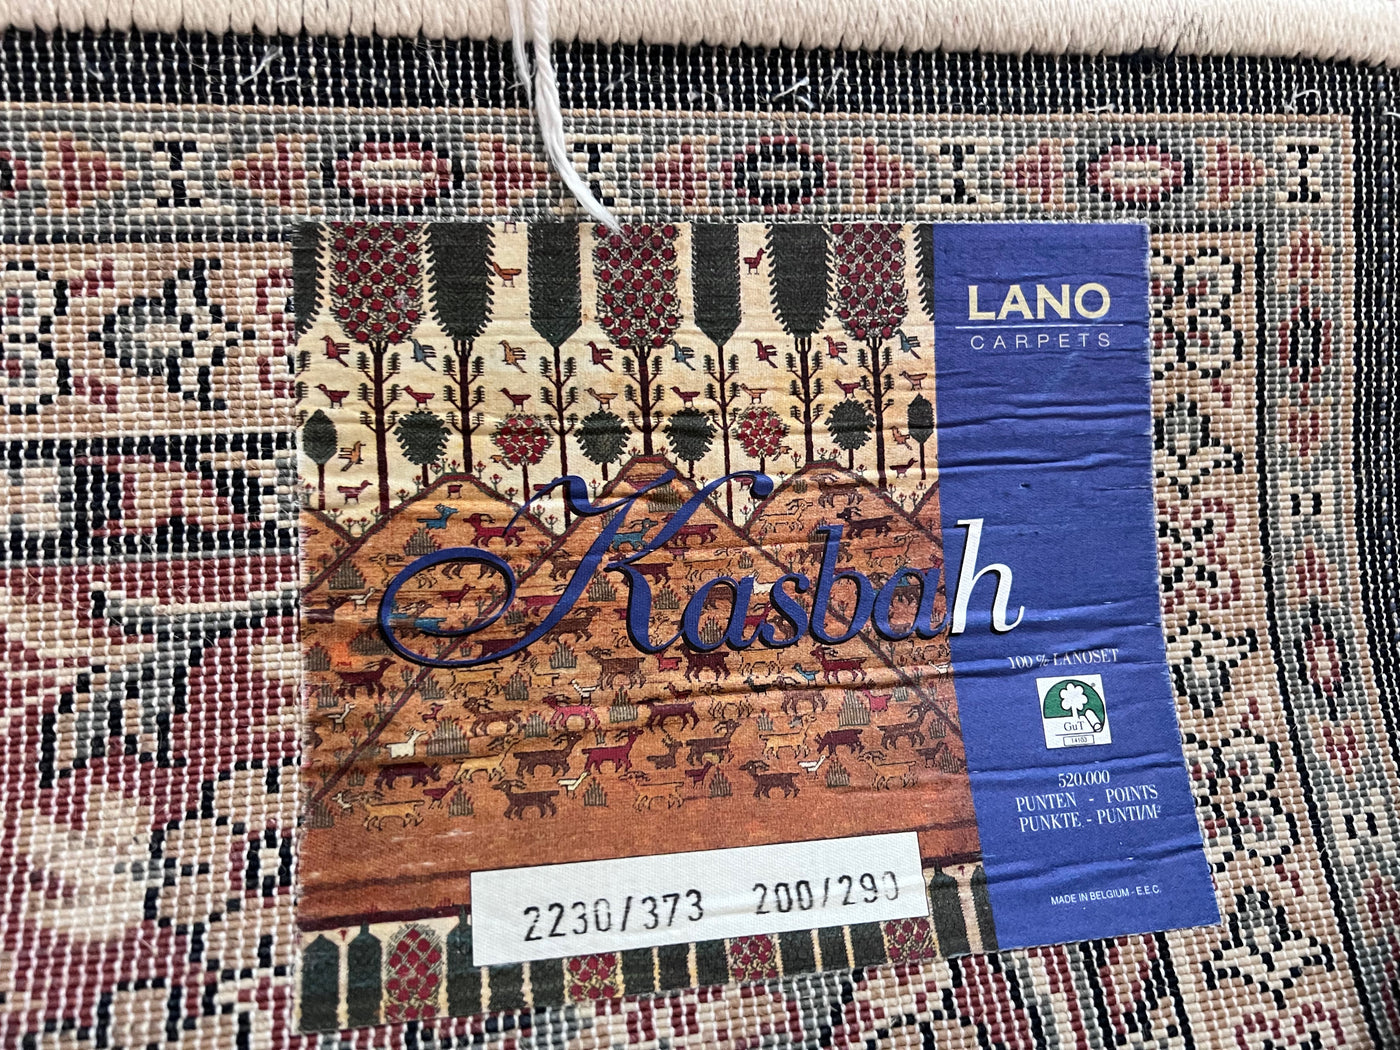 LANO
CARPETS
Kasbah
100 % LANOSET
GuT
14103
520.000
PUNTEN - POINTS
PUNKTE - PUNTI/M²
MADE IN BELGIUM - E.E.C.
2230/373 200/290